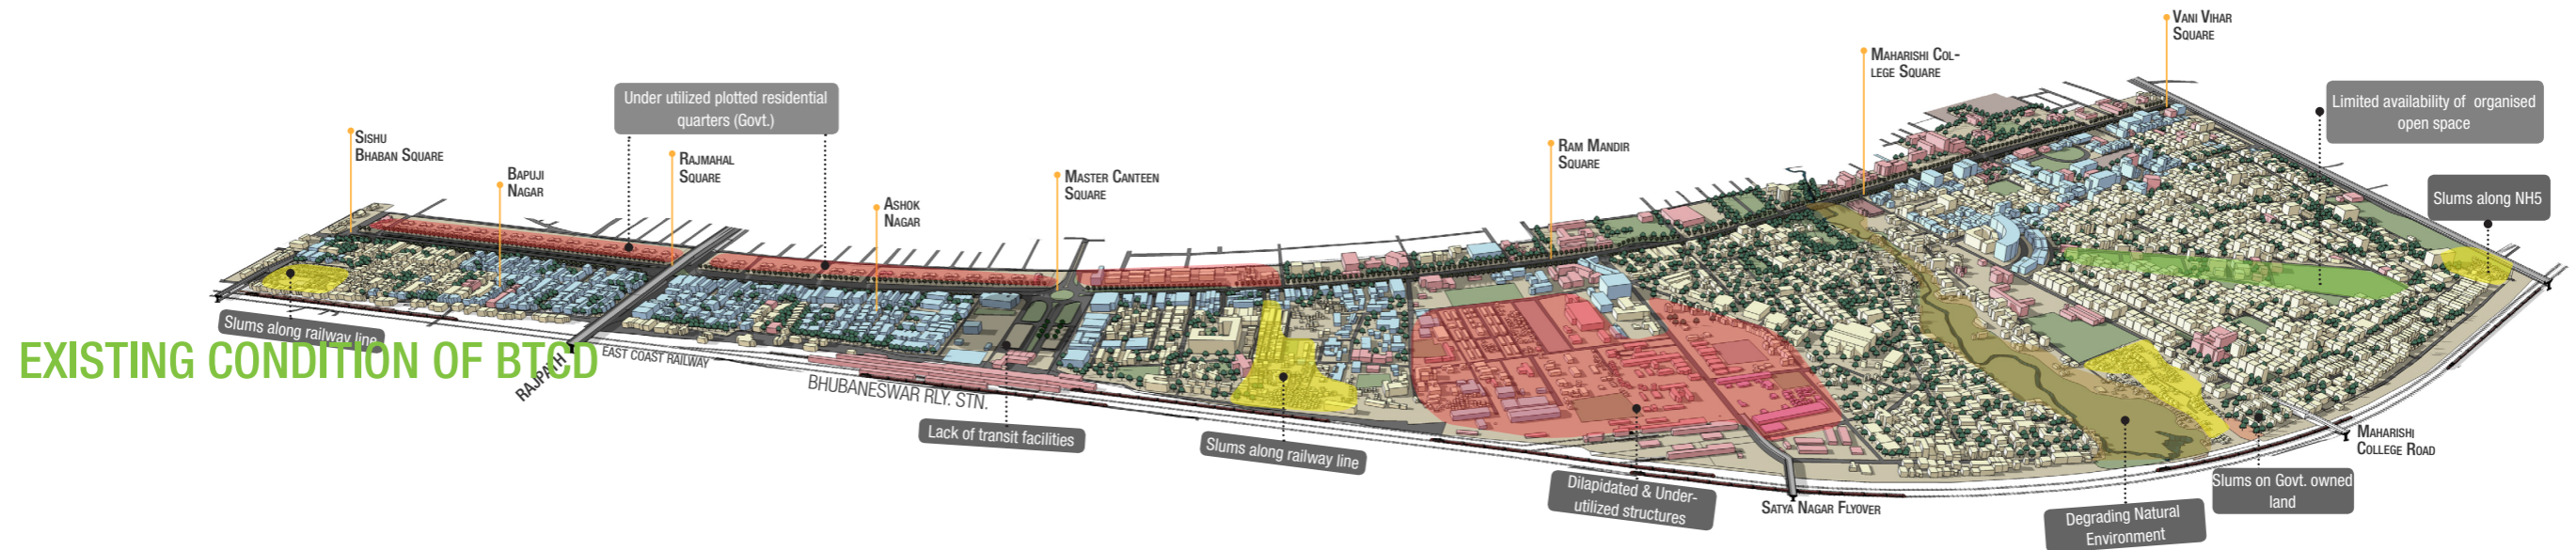 VANI VIHAR
SQUARE
MAHARISHI COL-
LEGE SQUARE
Limited availability of organised
open space
Under utilized plotted residential
quarters (Govt.)
SISHU
BHABAN SQUARE
RAJMAHAL
SQUARE
RAM MANDIR
SQUARE
BAPUJI
NAGAR
MASTER CANTEEN
SQUARE
Slums along NH5
ASHOK
NAGAR
Slums along railway line
EXISTING CONDITION OF BTCD
RAJPATH
EAST COAST RAILWAY
BHUBANESWAR RLY. STN.
Lack of transit facilities
Slums along railway line
MAHARISHI
COLLEGE ROAD
Dilapidated & Under-
utilized structures
SATYA NAGAR FLYOVER
Slums on Govt. owned
land
Degrading Natural
Environment